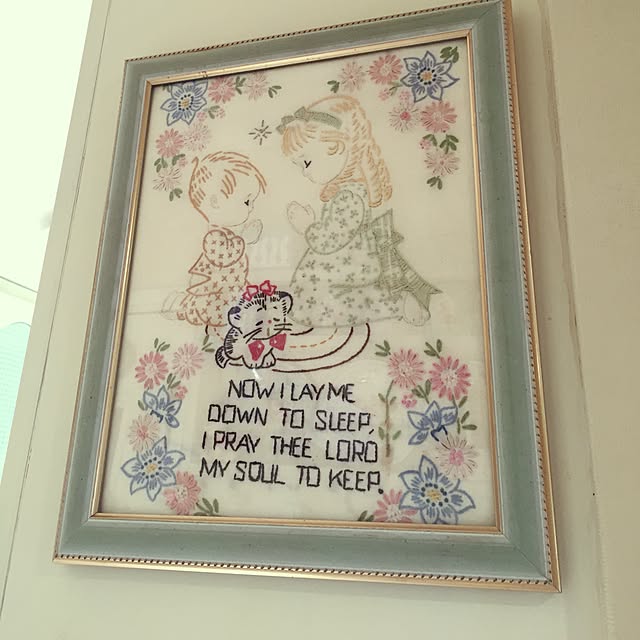 NOW I LAY ME
DOWN TO SLEEP,
I PRAY THEE LORD
MY SOUL TO KEEP.